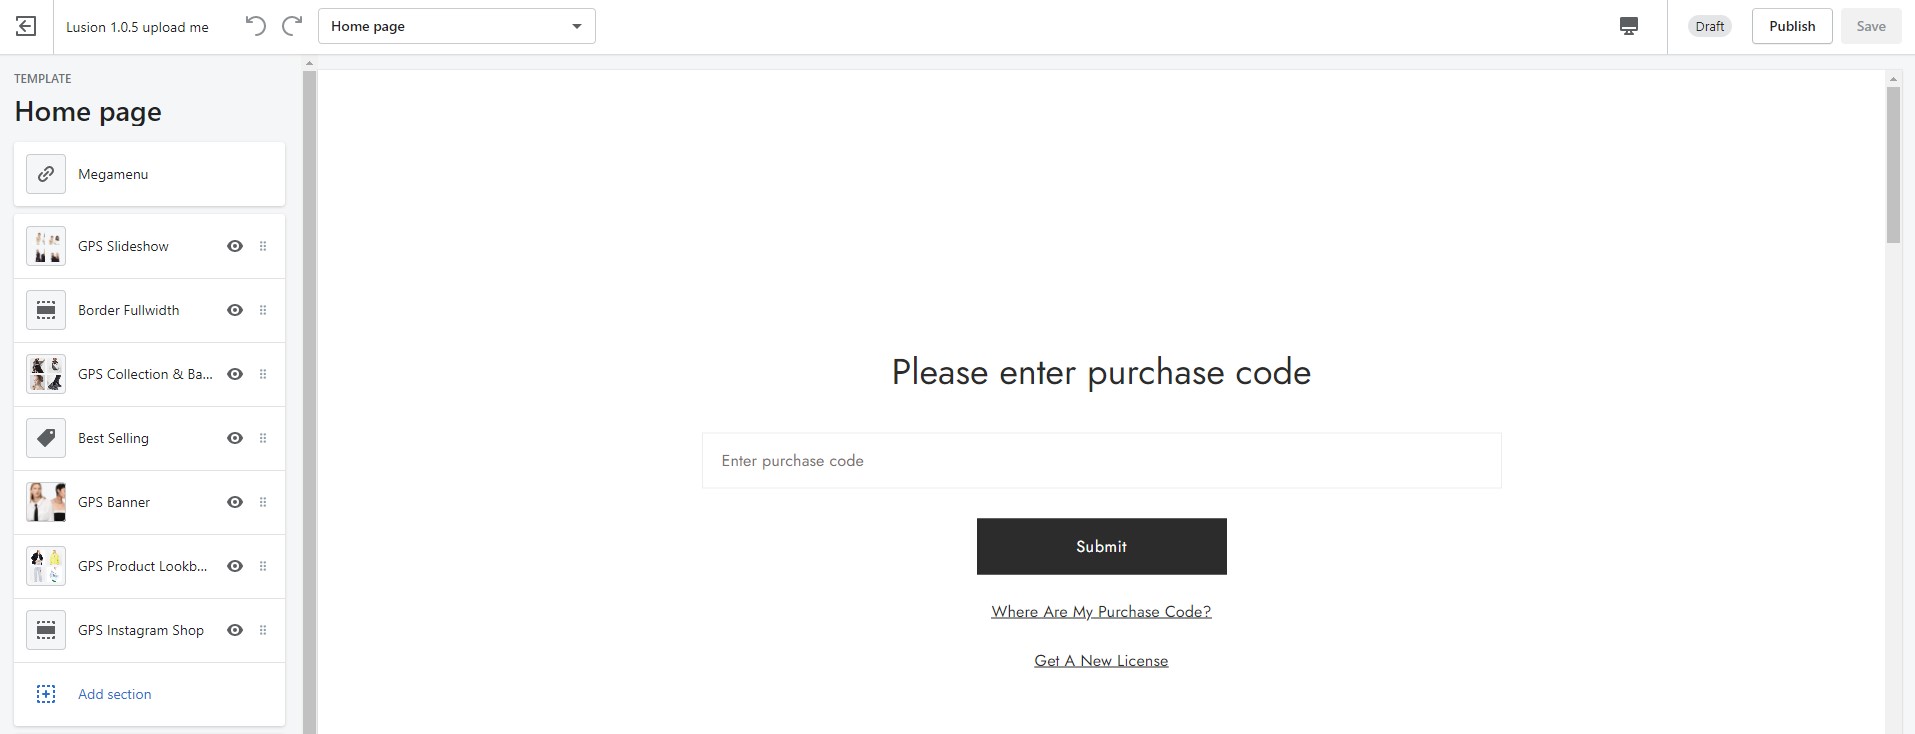 Lusion 1.0.5 upload me
Home page
Draft
Publish
Save
TEMPLATE
Home page
Megamenu
GPS Slideshow
Border Fullwidth
GPS Collection & Ba...
Best Selling
GPS Banner
GPS Product Lookb...
GPS Instagram Shop
Add section
Please enter purchase code
Enter purchase code
Submit
Where Are My Purchase Code?
Get A New License